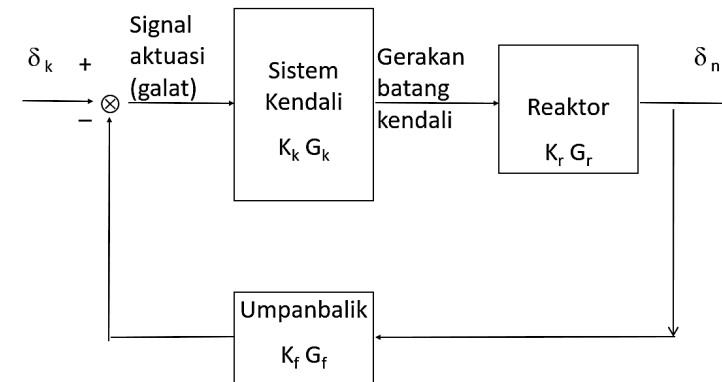 δk
+
−
Signal
aktuasi
(galat)
Sistem
Kendali
Kk Gk
Gerakan
batang
kendali
Reaktor
Kr Gr
δn
Umpanbalik
Kf Gf